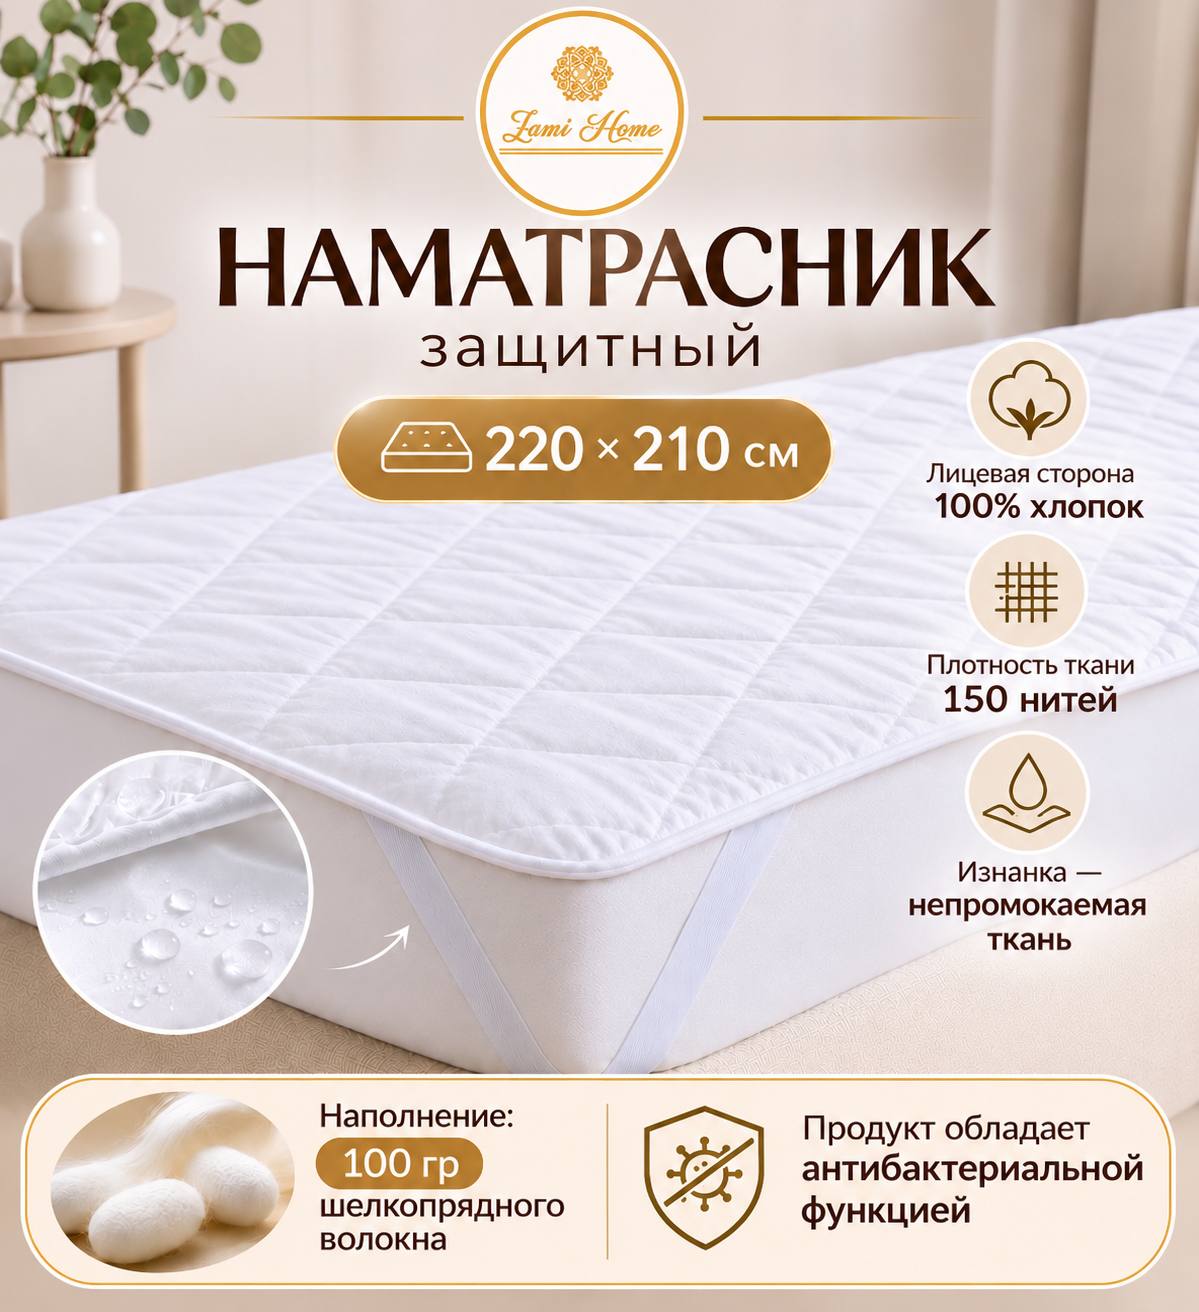 Zami Home
НАМАТРАСНИК
защитный
220 × 210 см
Лицевая сторона
100% хлопок
Плотность ткани
150 нитей
Изнанка —
непромокаемая
ткань
Наполнение:
100 гр
шелкопрядного
волокна
Продукт обладает
антибактериальной
функцией